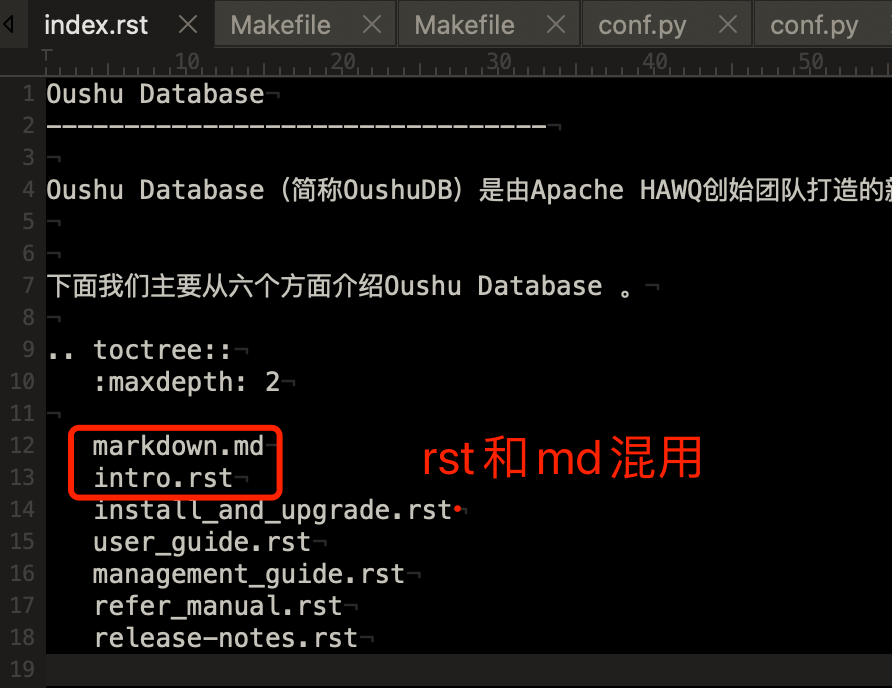 index.rst × Makefile × Makefile × conf.py × conf.py
10 20 30 40 50
1 Oushu Database
2 --------------------------------
3
4 Oushu Database（简称OushuDB）是由Apache HAWQ创始团队打造的
5
6
7 下面我们主要从六个方面介绍Oushu Database 。
8
9 .. toctree::
10 :maxdepth: 2
11
12 markdown.md
13 intro.rst
rst和md混用
14 install_and_upgrade.rst
15 user_guide.rst
16 management_guide.rst
17 refer_manual.rst
18 release-notes.rst
19